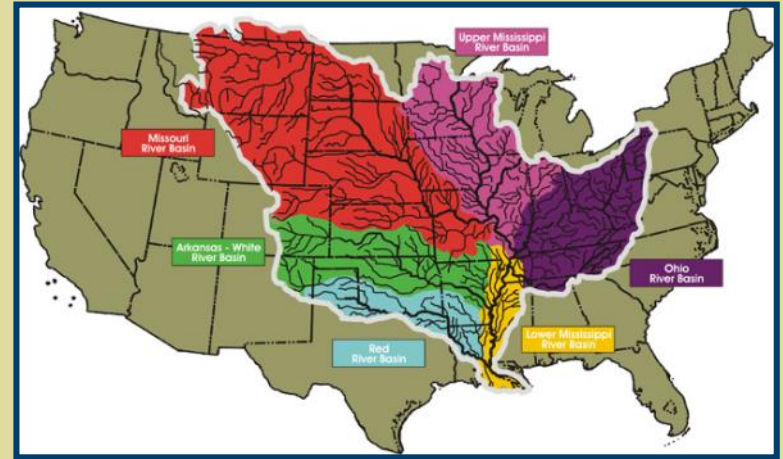 Upper Mississippi
River Basin
Missouri
River Basin
Arkansas - White
River Basin
Ohio
River Basin
Lower Mississippi
River Basin
Red
River Basin